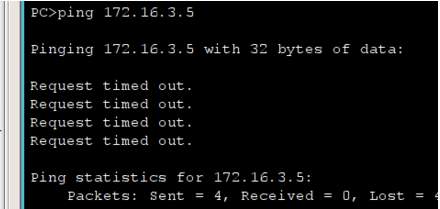 PC>ping 172.16.3.5
Pinging 172.16.3.5 with 32 bytes of data:
Request timed out.
Request timed out.
Request timed out.
Request timed out.
Ping statistics for 172.16.3.5:
Packets: Sent = 4, Received = 0, Lost =